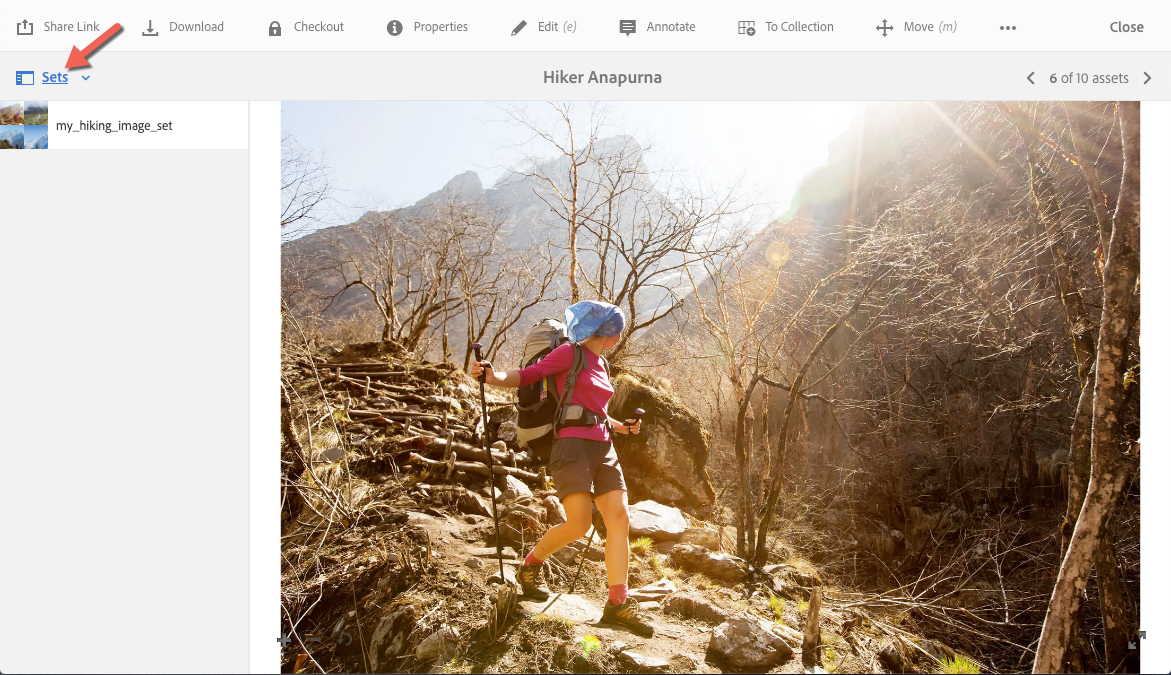 Share Link Download Checkout Properties Edit (e) Annotate To Collection Move (m) ••• Close
Sets Hiker Anapurna 6 of 10 assets
my_hiking_image_set